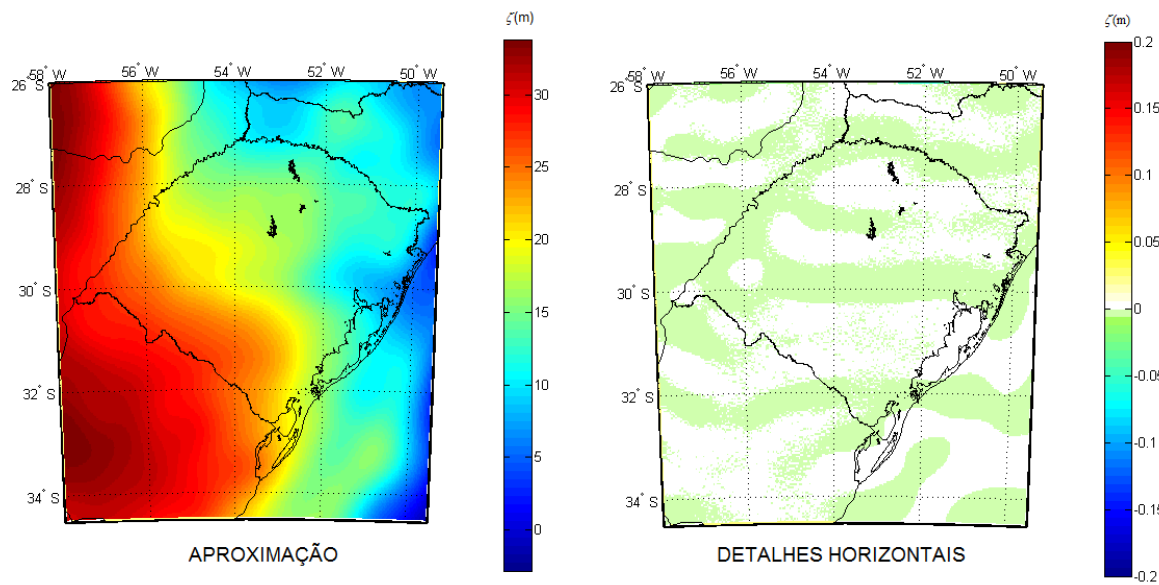 ζ(m)
58° W
56° W
54° W
52° W
50° W
26° S
28° S
30° S
32° S
34° S
30
25
20
15
10
5
0
APROXIMAÇÃO
ζ(m)
58° W
56° W
54° W
52° W
50° W
26° S
28° S
30° S
32° S
34° S
0.2
0.15
0.1
0.05
0
-0.05
-0.1
-0.15
-0.2
DETALHES HORIZONTAIS